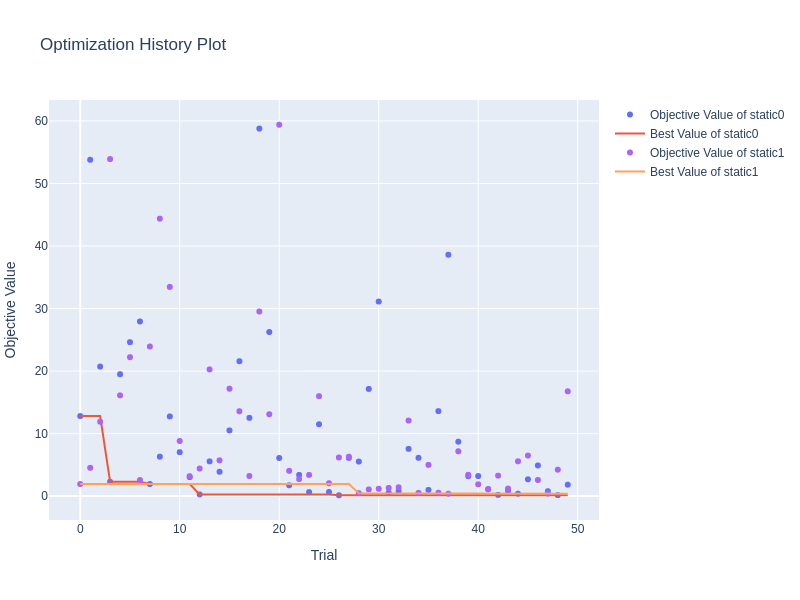 Optimization History Plot
Objective Value of static0
Best Value of static0
Objective Value of static1
Best Value of static1
60
50
40
30
20
10
0
Objective Value
0 10 20 30 40 50
Trial